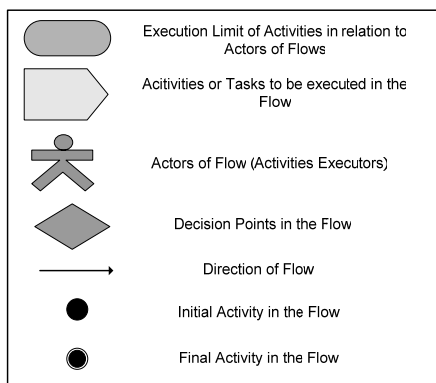 Execution Limit of Activities in relation to
Actors of Flows
Acitivities or Tasks to be executed in the
Flow
Actors of Flow (Activities Executors)
Decision Points in the Flow
Direction of Flow
Initial Activity in the Flow
Final Activity in the Flow